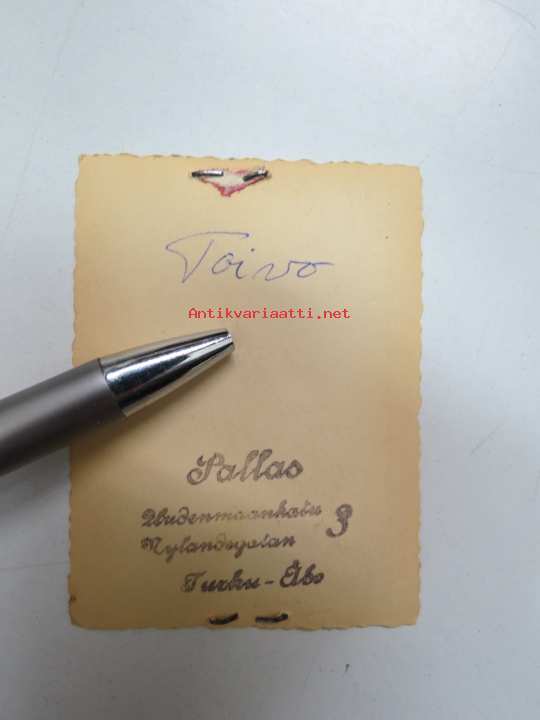 Toivo
Antikvariaatti.net
Pallas
Uudenmaankatu 3
Nylandsgatan
Turku - Åbo